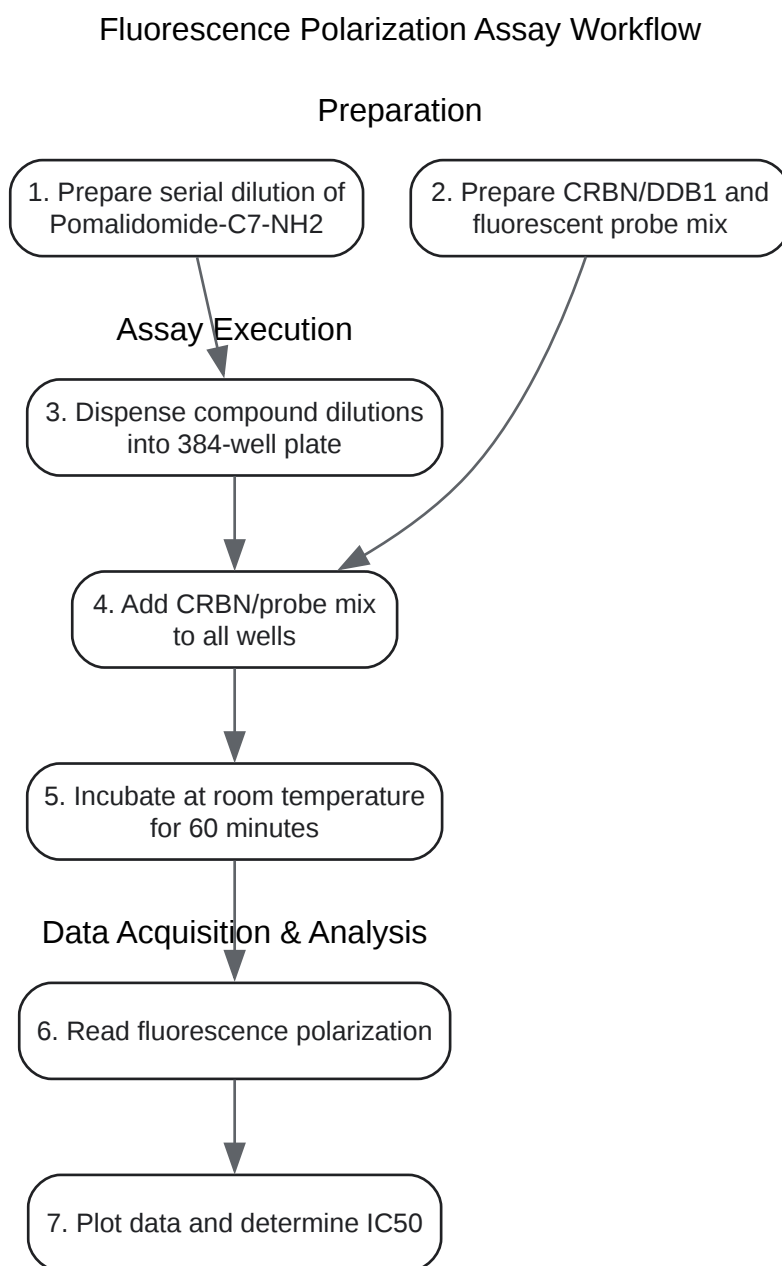 Fluorescence Polarization Assay Workflow
Preparation
1. Prepare serial dilution of
Pomalidomide-C7-NH2
2. Prepare CRBN/DDB1 and
fluorescent probe mix
Assay Execution
3. Dispense compound dilutions
into 384-well plate
4. Add CRBN/probe mix
to all wells
5. Incubate at room temperature
for 60 minutes
Data Acquisition & Analysis
6. Read fluorescence polarization
7. Plot data and determine IC50